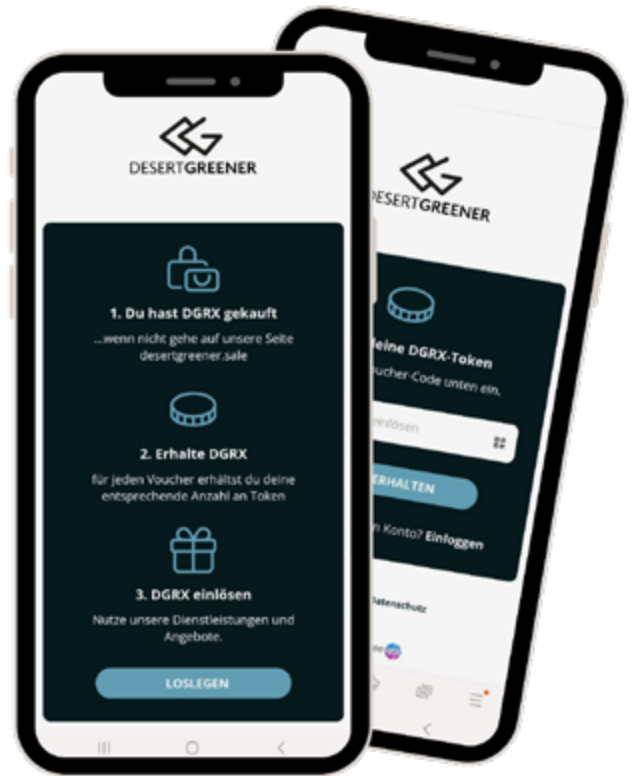 DESERTGREENER
1. Du hast DGRX gekauft
...wenn nicht gehe auf unsere Seite
desertgreener.sale
2. Erhalte DGRX
für jeden Voucher erhältst du deine
entsprechende Anzahl an Token
3. DGRX einlösen
Nutze unsere Dienstleistungen und
Angebote.
LOSLEGEN
ESERTGREENER
eine DGRX-Token
ucher-Code unten ein,
einlösen
ERHALTEN
n Konto? Einloggen
atenschutz